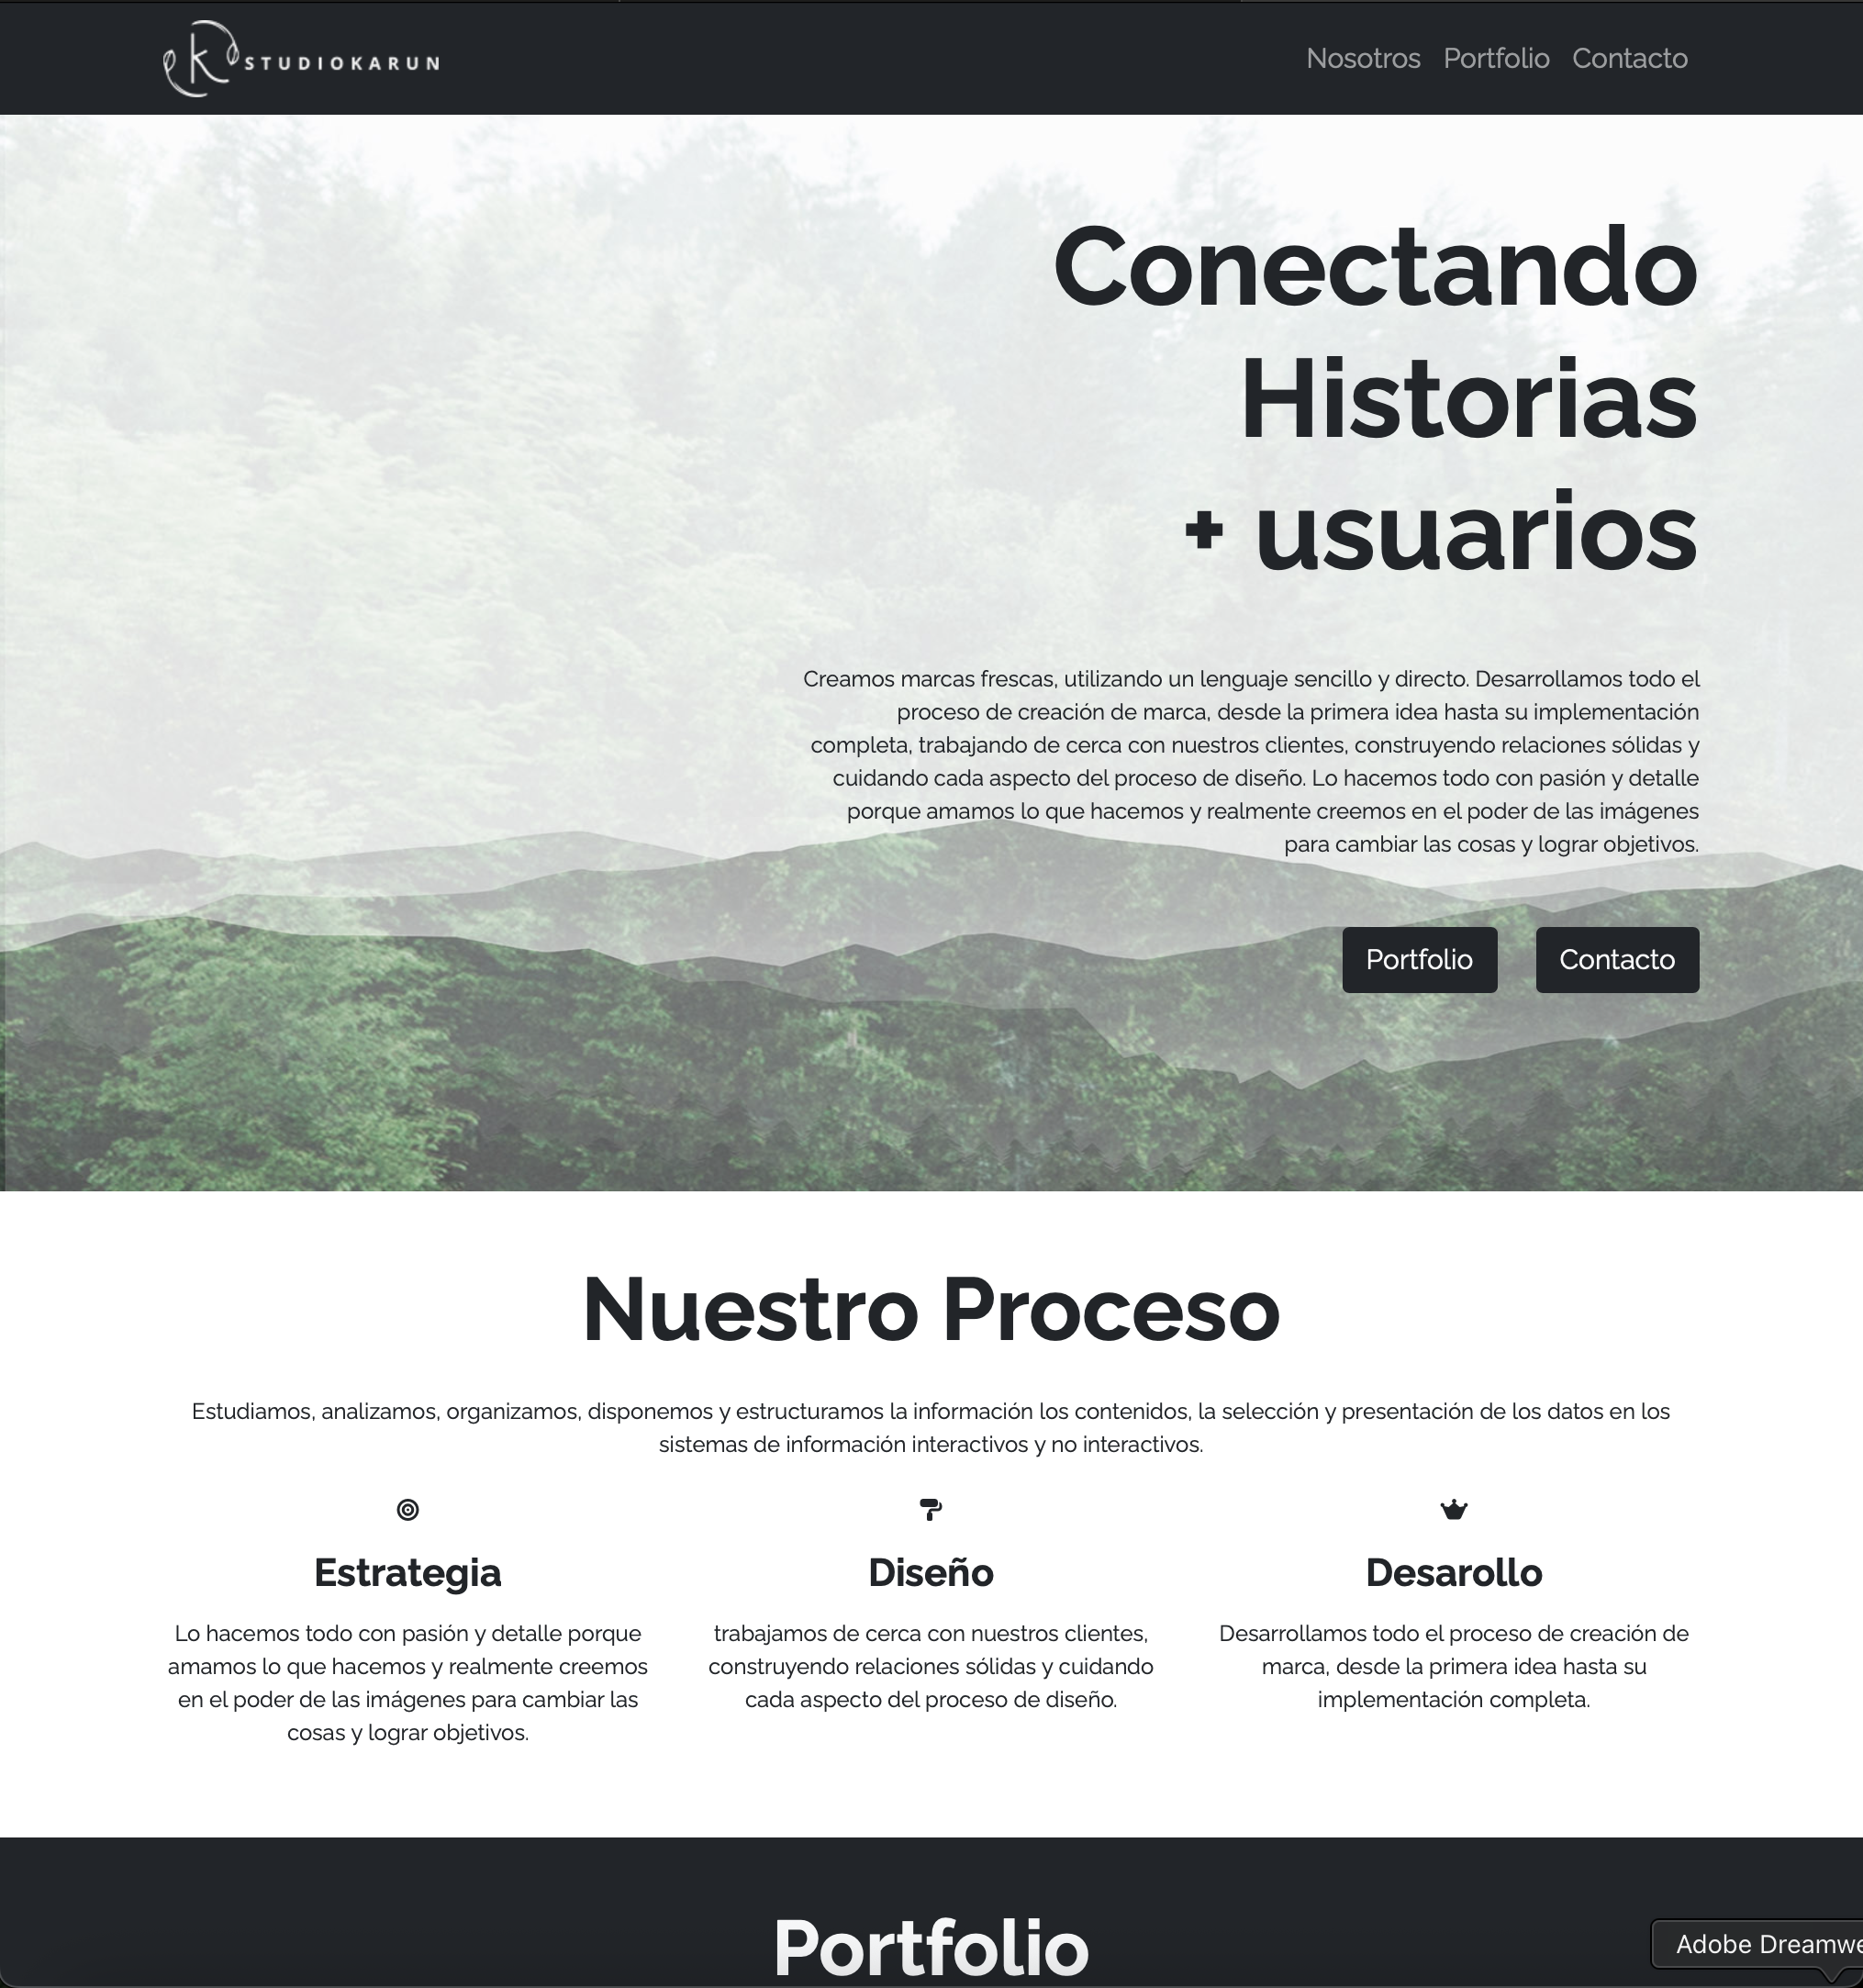 k STUDIOKARUN
Nosotros Portfolio Contacto
Conectando
Historias
+ usuarios
Creamos marcas frescas, utilizando un lenguaje sencillo y directo. Desarrollamos todo el
proceso de creación de marca, desde la primera idea hasta su implementación
completa, trabajando de cerca con nuestros clientes, construyendo relaciones sólidas y
cuidando cada aspecto del proceso de diseño. Lo hacemos todo con pasión y detalle
porque amamos lo que hacemos y realmente creemos en el poder de las imágenes
para cambiar las cosas y lograr objetivos.
Portfolio Contacto
Nuestro Proceso
Estudiamos, analizamos, organizamos, disponemos y estructuramos la información los contenidos, la selección y presentación de los datos en los
sistemas de información interactivos y no interactivos.
Estrategia
Lo hacemos todo con pasión y detalle porque
amamos lo que hacemos y realmente creemos
en el poder de las imágenes para cambiar las
cosas y lograr objetivos.
Diseño
trabajamos de cerca con nuestros clientes,
construyendo relaciones sólidas y cuidando
cada aspecto del proceso de diseño.
Desarollo
Desarrollamos todo el proceso de creación de
marca, desde la primera idea hasta su
implementación completa.
Portfolio
Adobe Dreamwe